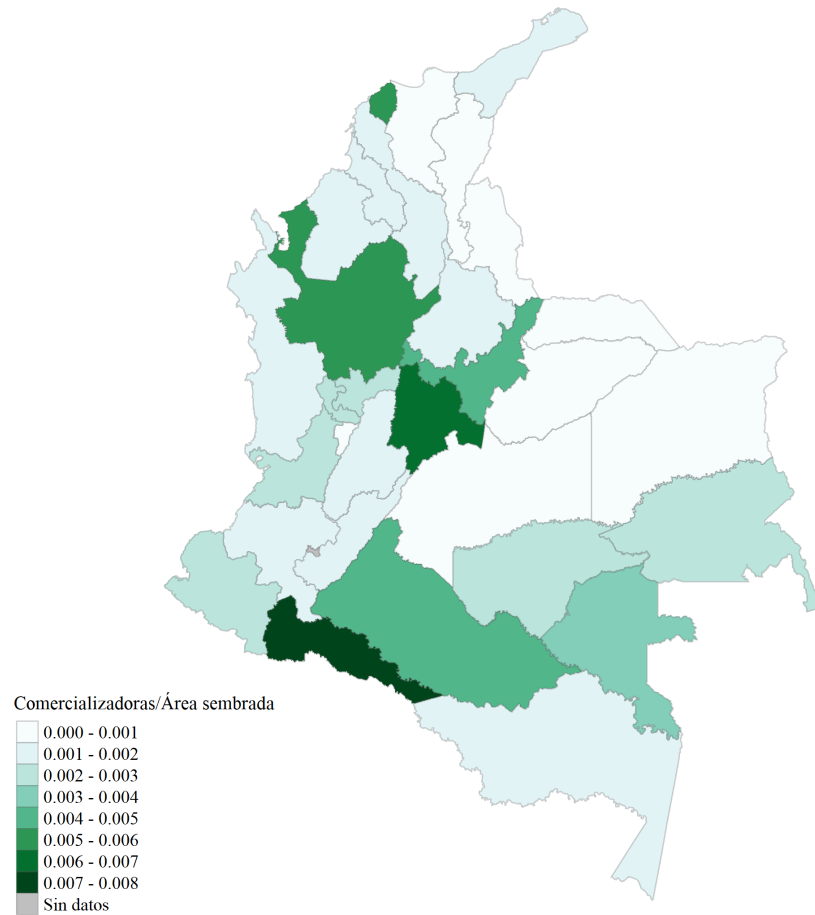 Comercializadoras/Área sembrada
0.000 - 0.001
0.001 - 0.002
0.002 - 0.003
0.003 - 0.004
0.004 - 0.005
0.005 - 0.006
0.006 - 0.007
0.007 - 0.008
Sin datos